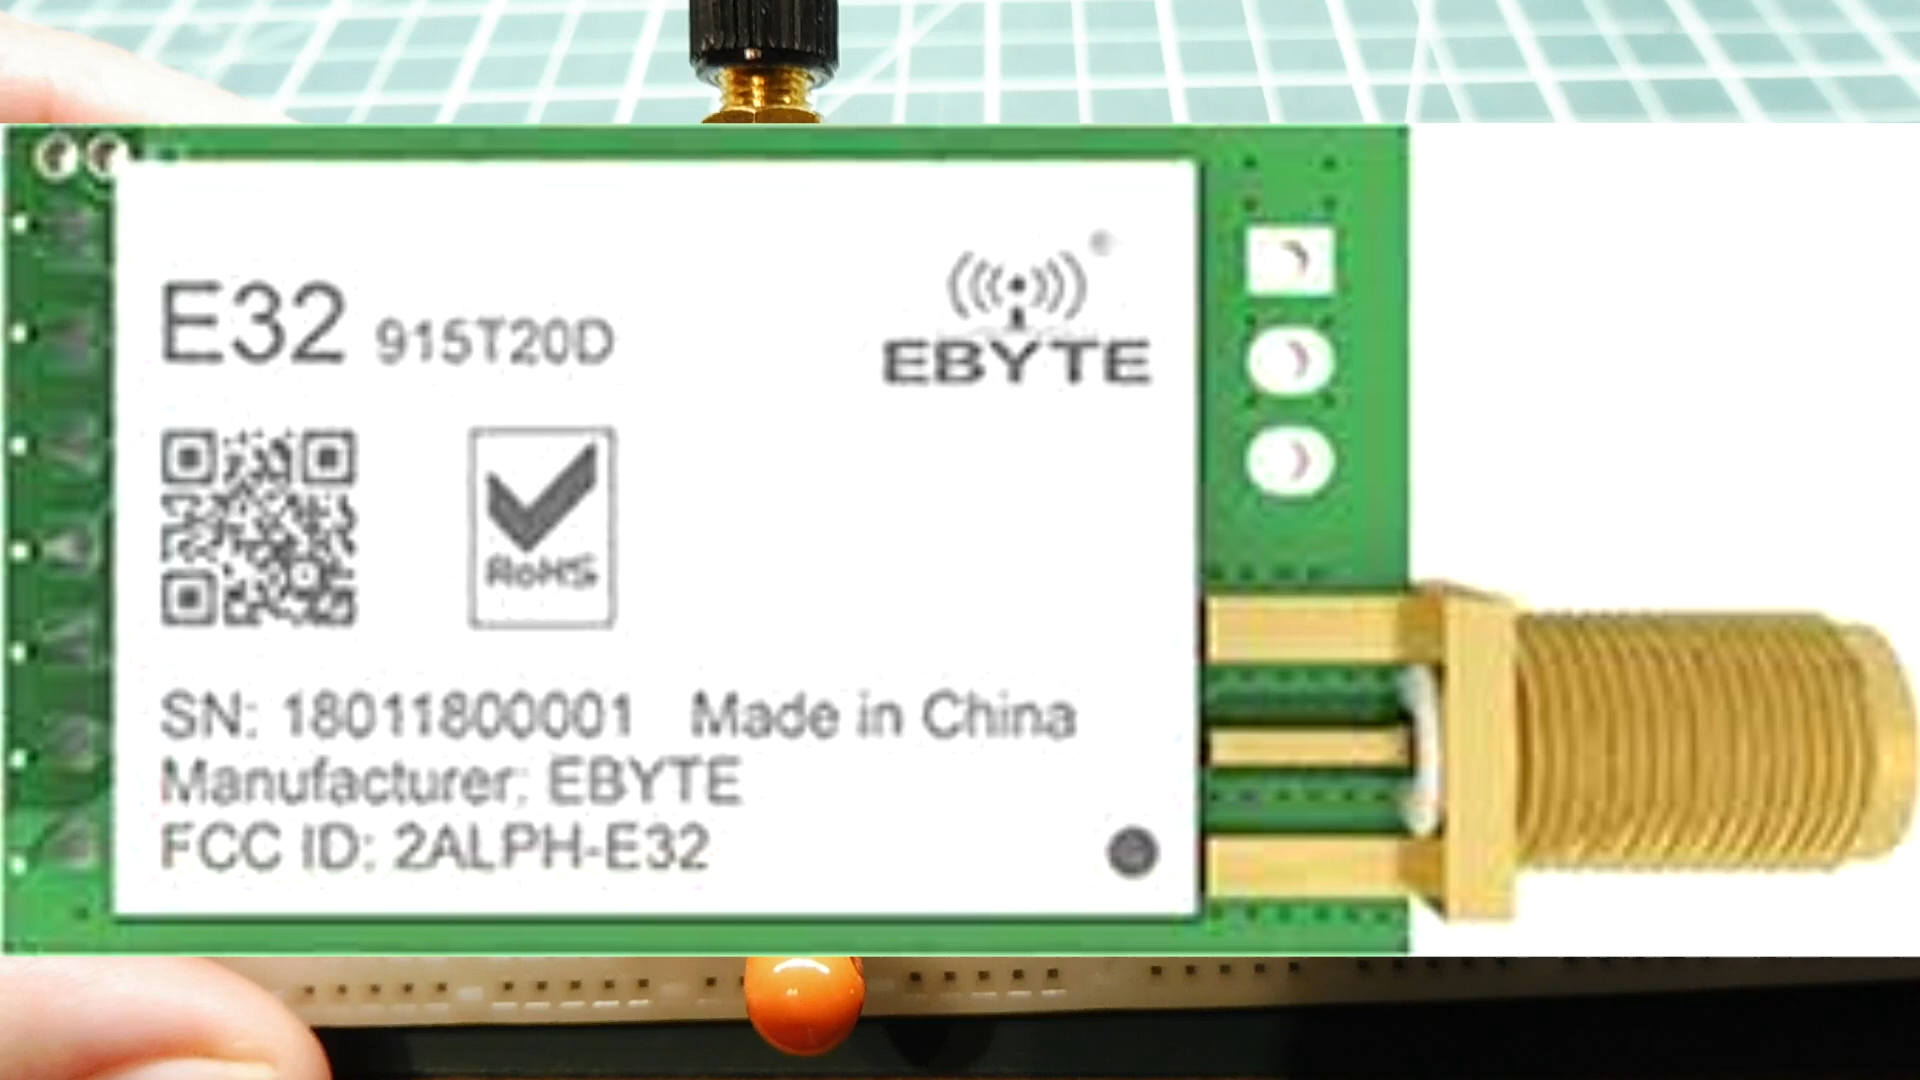 E32 915T20D
®
EBYTE
RoHS
SN: 18011800001 Made in China
Manufacturer: EBYTE
FCC ID: 2ALPH-E32